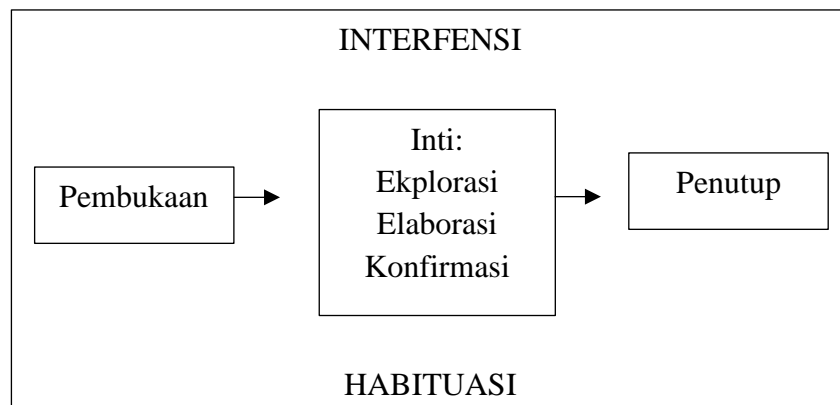 INTERFENSI
Pembukaan
Inti:
Ekplorasi
Elaborasi
Konfirmasi
Penutup
HABITUASI